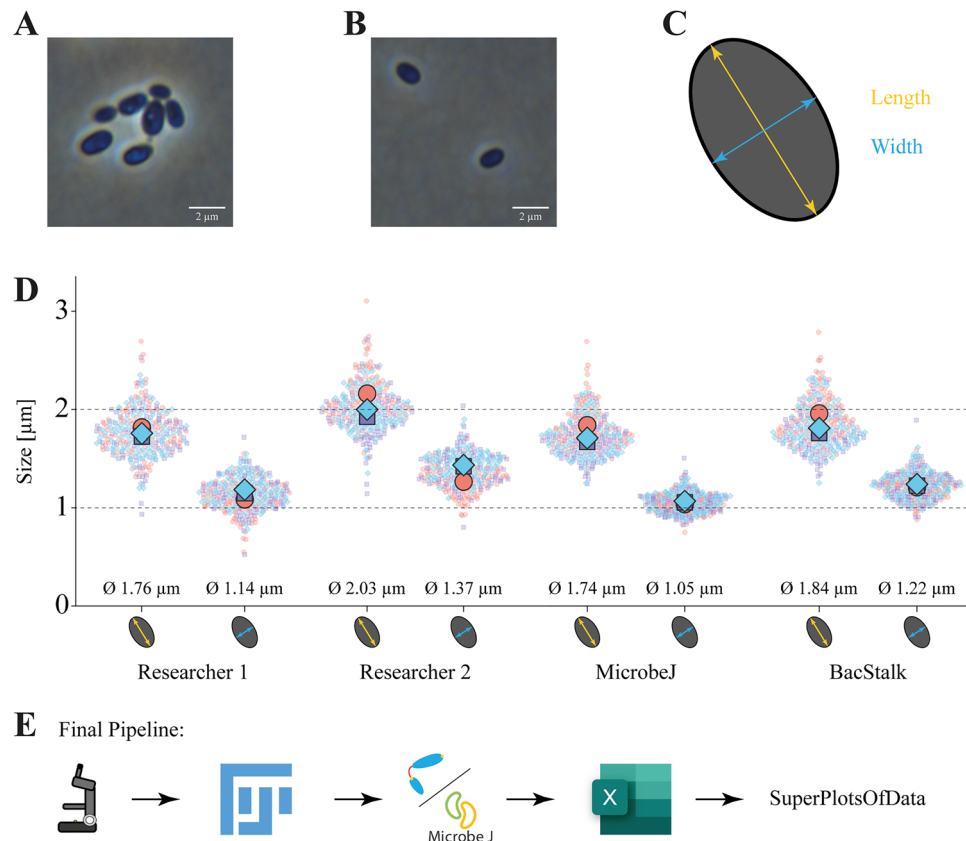 A
B
C
2 µm
2 µm
Length
Width
D
Size [µm]
3
2
1
0
Ø 1.76 µm Ø 1.14 µm Ø 2.03 µm Ø 1.37 µm Ø 1.74 µm Ø 1.05 µm Ø 1.84 µm Ø 1.22 µm
Researcher 1 Researcher 2 MicrobeJ BacStalk
E Final Pipeline:
X
Microbe J
SuperPlotsOfData